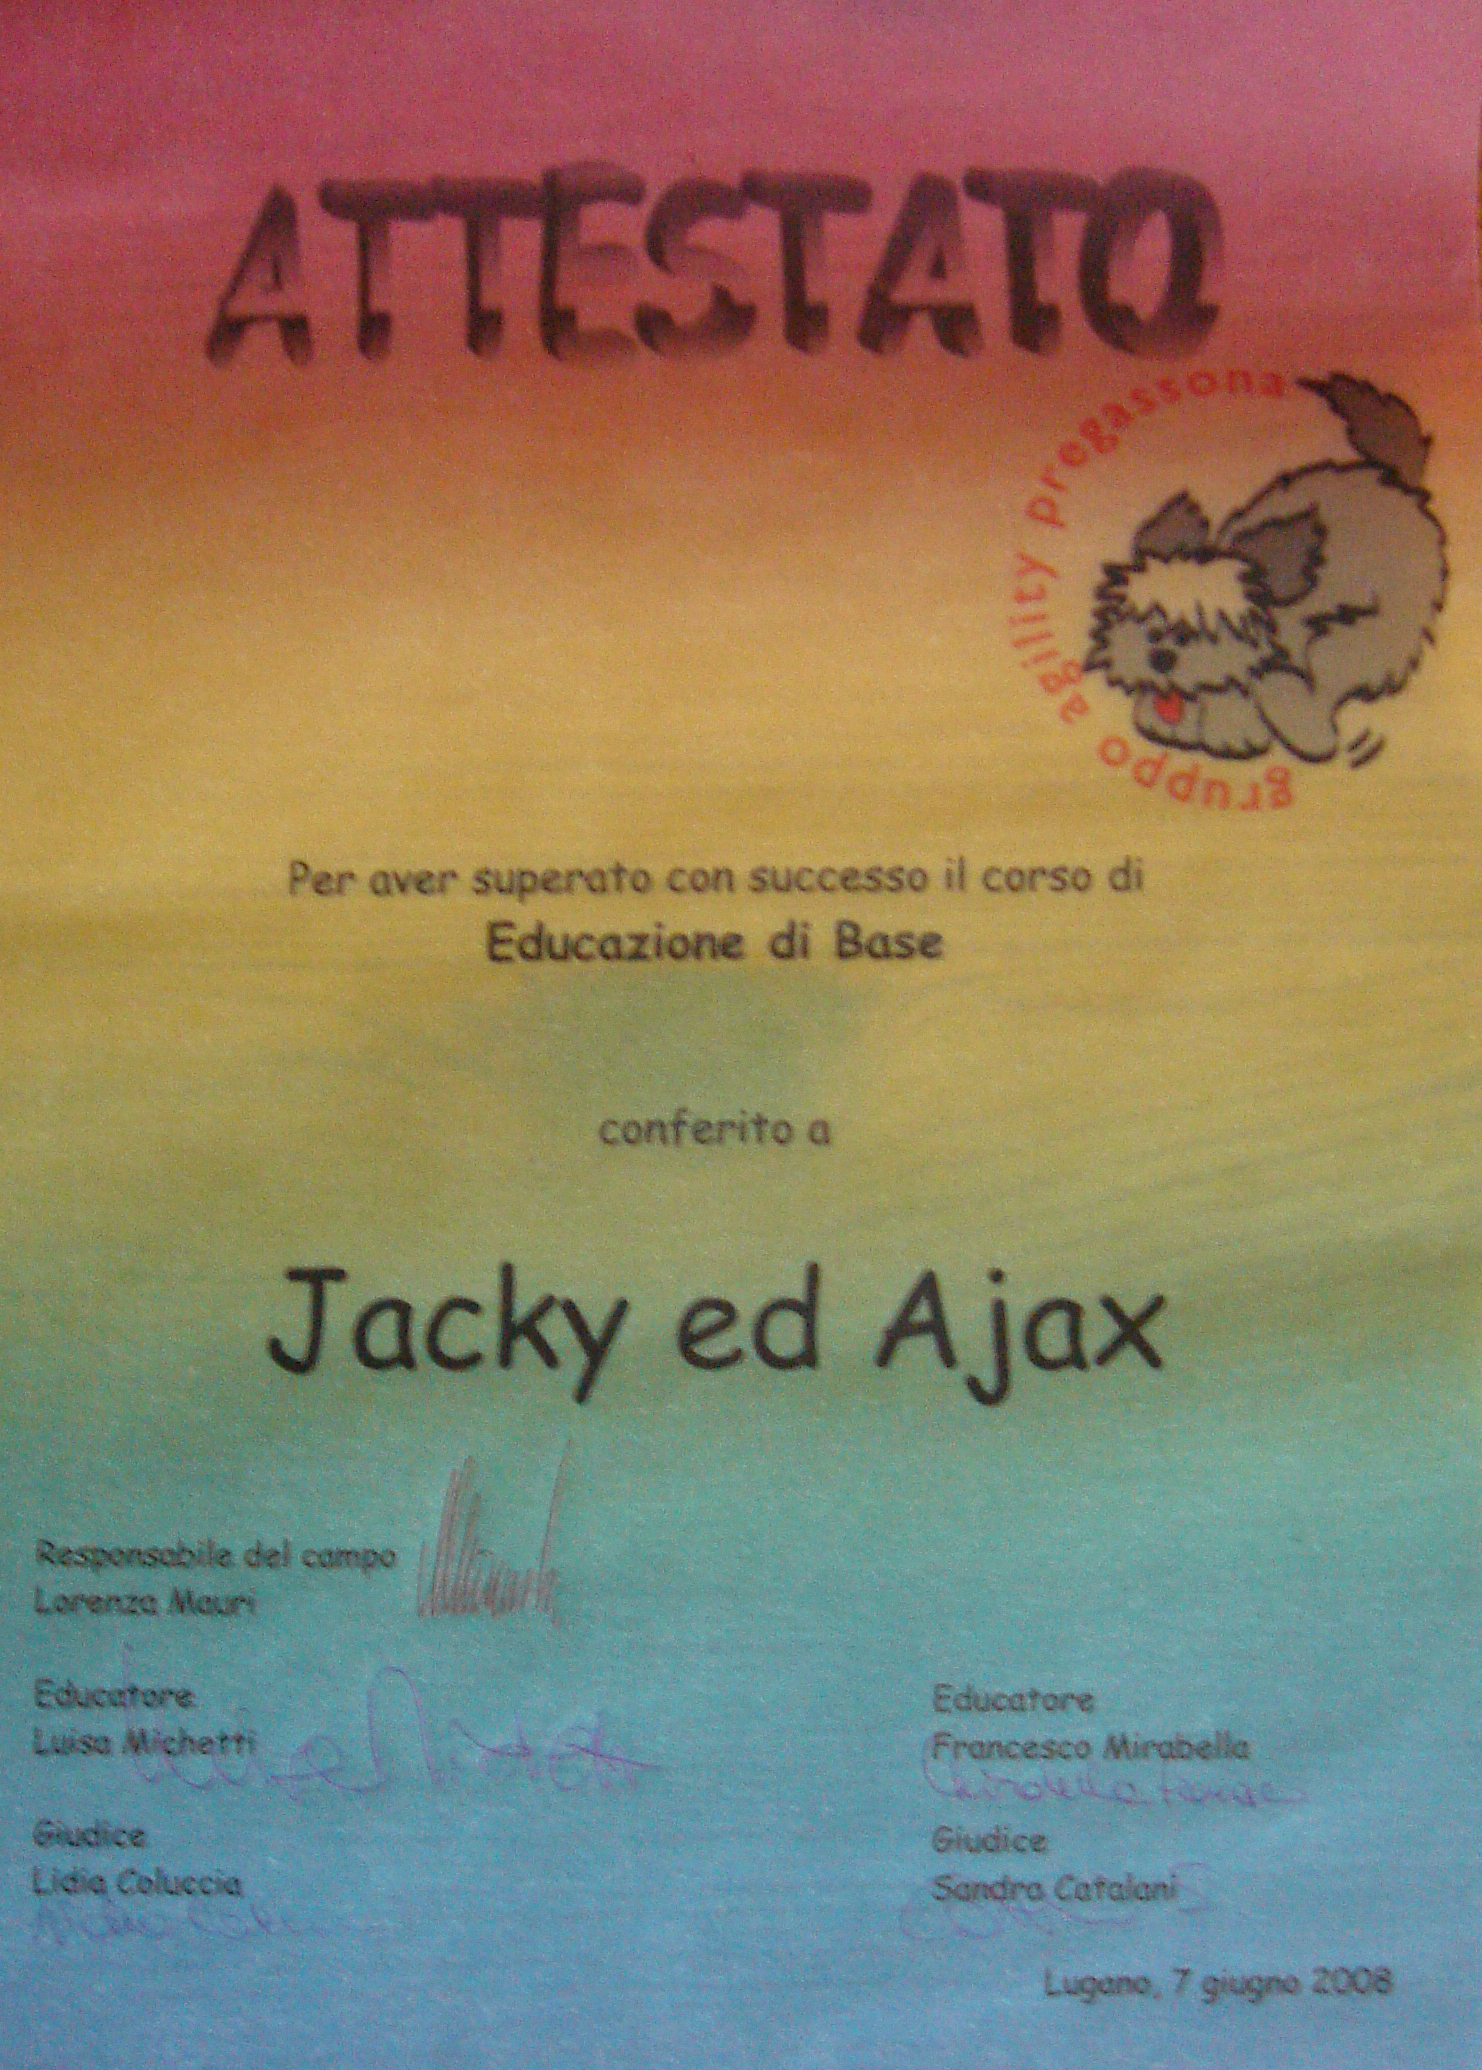 ATTESTATO
gruppo agillity pregassona
Per aver superato con successo il corso di
Educazione di Base
conferito a
Jacky ed Ajax
Responsabile del campo
Lorenza Mauri
Educatore
Luisa Michetti
Educatore
Francesco Mirabella
Giudice
Lidia Coluccia
Giudice
Sandra Catalani
Lugano, 7 giugno 2008